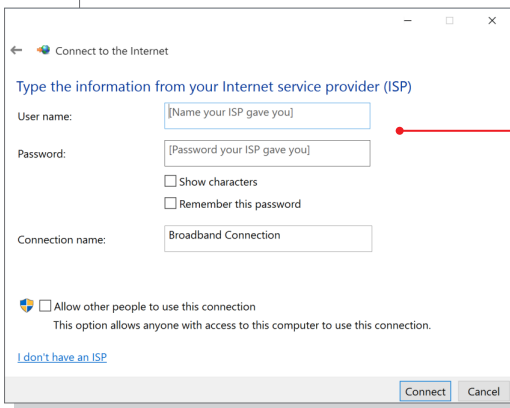 Connect to the Internet
Type the information from your Internet service provider (ISP)
User name:
[Name your ISP gave you]
Password:
[Password your ISP gave you]
Show characters
Remember this password
Connection name:
Broadband Connection
Allow other people to use this connection
This option allows anyone with access to this computer to use this connection.
I don't have an ISP
Connect
Cancel